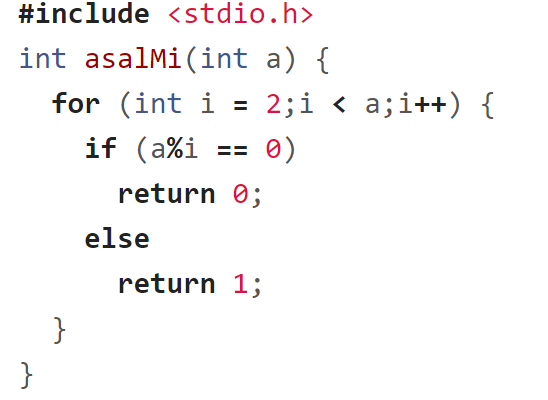 #include <stdio.h>
int asalMi(int a) {
  for (int i = 2;i < a;i++) {
    if (a%i == 0)
      return 0;
    else
      return 1;
  }
}